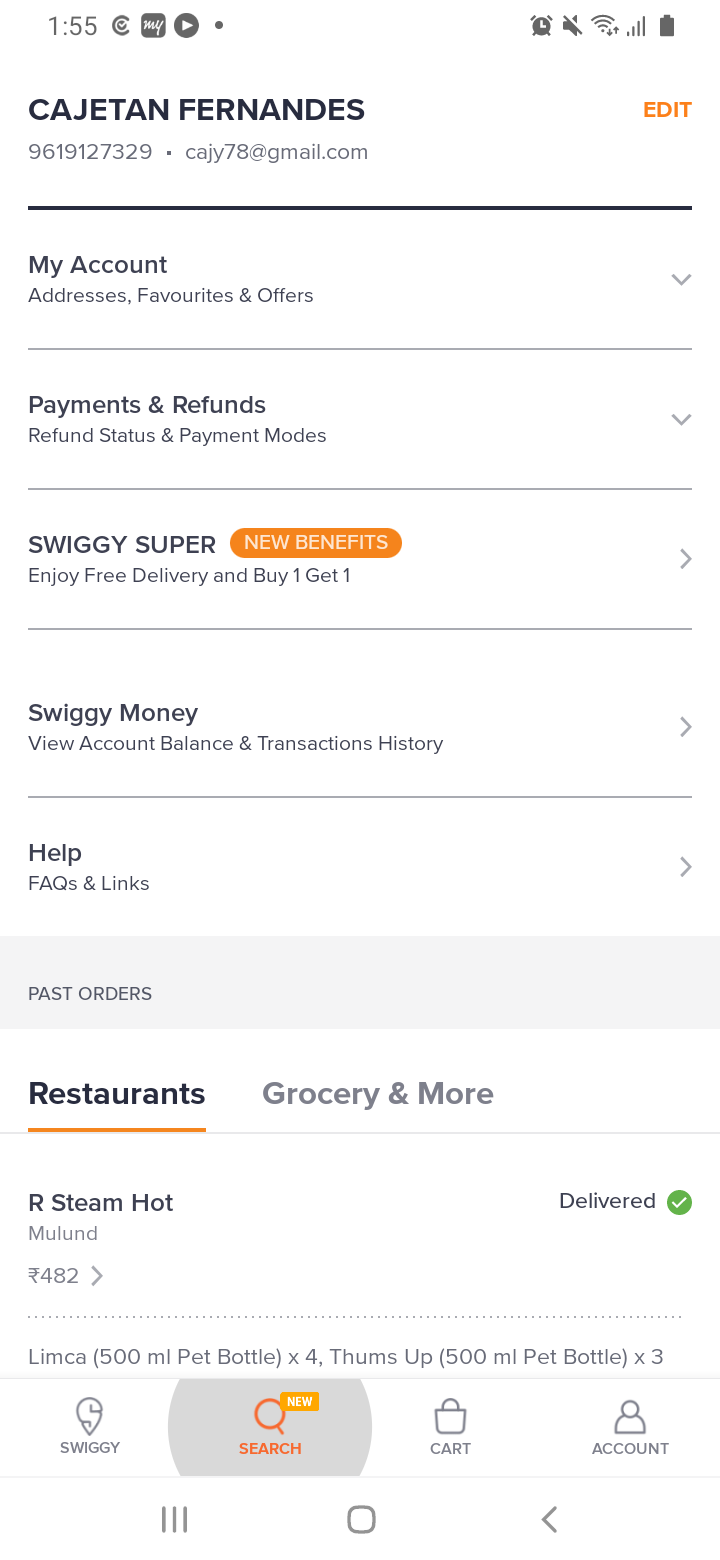 1:55
my
CAJETAN FERNANDES
EDIT
9619127329 • cajy78@gmail.com
My Account
Addresses, Favourites & Offers
Payments & Refunds
Refund Status & Payment Modes
SWIGGY SUPER NEW BENEFITS
Enjoy Free Delivery and Buy 1 Get 1
Swiggy Money
View Account Balance & Transactions History
Help
FAQs & Links
PAST ORDERS
Restaurants Grocery & More
R Steam Hot Delivered
Mulund
₹482
Limca (500 ml Pet Bottle) x 4, Thums Up (500 ml Pet Bottle) x 3
NEW
SWIGGY SEARCH CART ACCOUNT